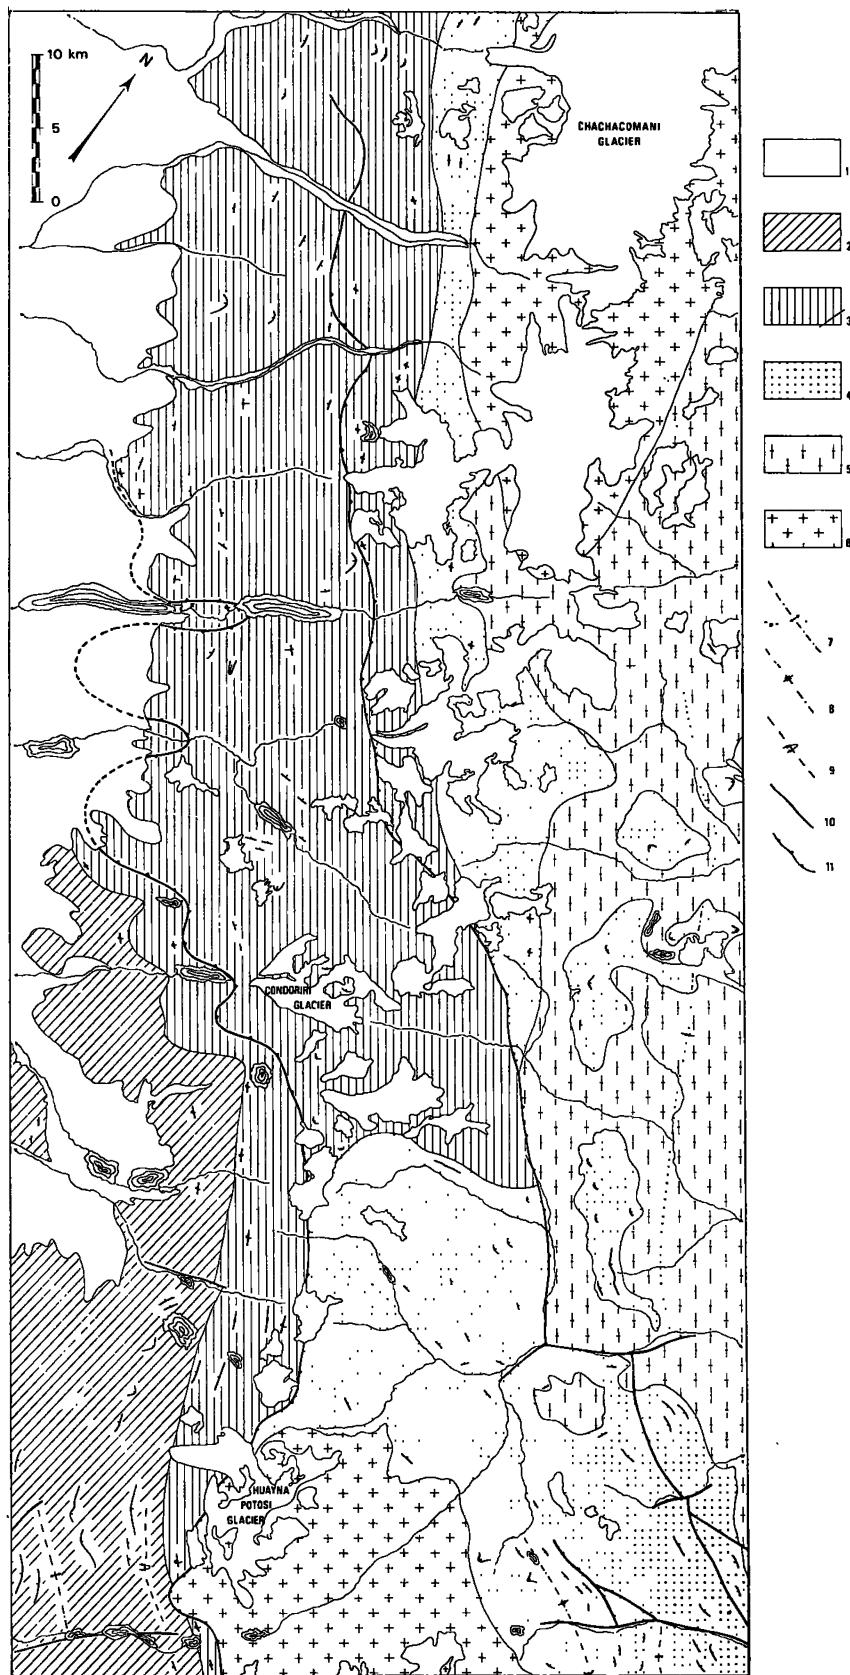 10 km
N
5
0
CHACHACOMANI
GLACIER
1
2
3
4
5
6
7
8
9
10
11
CONDORIRI
GLACIER
HUAYNA
POTOSI
GLACIER